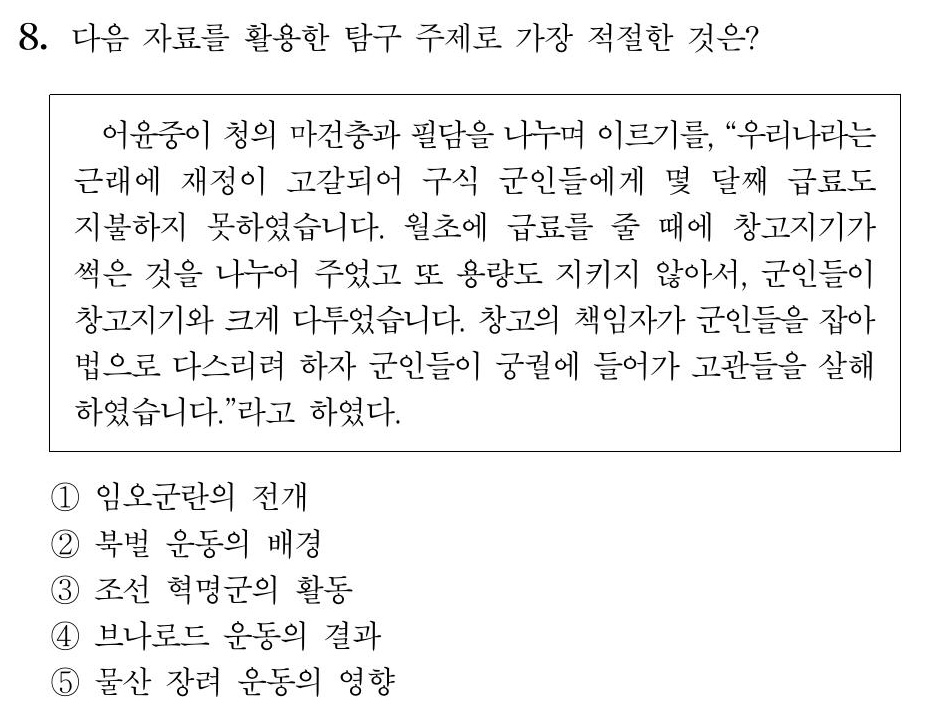 8. 다음 자료를 활용한 탐구 주제로 가장 적절한 것은?
어윤중이 청의 마건충과 필담을 나누며 이르기를, “우리나라는
근래에 재정이 고갈되어 구식 군인들에게 몇 달째 급료도
지불하지 못하였습니다. 월초에 급료를 줄 때에 창고지기가
썩은 것을 나누어 주었고 또 용량도 지키지 않아서, 군인들이
창고지기와 크게 다투었습니다. 창고의 책임자가 군인들을 잡아
법으로 다스리려 하자 군인들이 궁궐에 들어가 고관들을 살해
하였습니다.”라고 하였다.
① 임오군란의 전개
② 북벌 운동의 배경
③ 조선 혁명군의 활동
④ 브나로드 운동의 결과
⑤ 물산 장려 운동의 영향